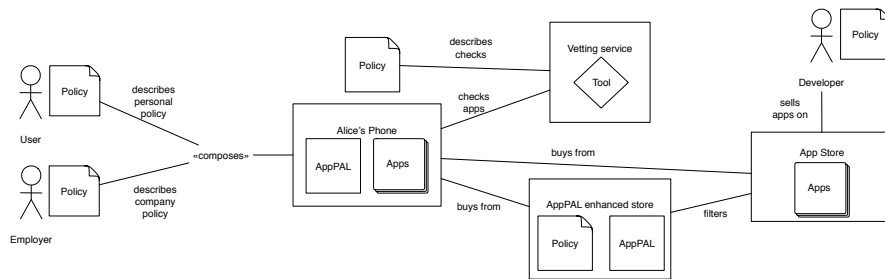 Policy
User
describes
personal
policy
Policy
Employer
describes
company
policy
«composes»
Policy
describes
checks
Vetting service
Tool
checks
apps
Alice's Phone
AppPAL
Apps
buys from
buys from
AppPAL enhanced store
Policy
AppPAL
filters
Policy
Developer
sells
apps on
App Store
Apps